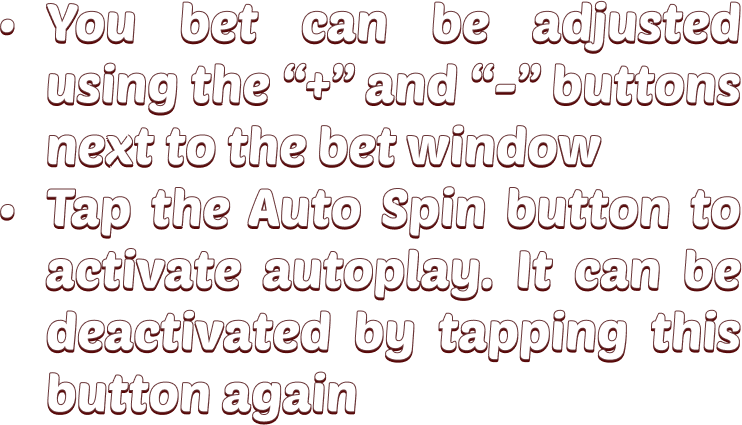 • You bet can be adjusted
using the “+” and “-” buttons
next to the bet window
• Tap the Auto Spin button to
activate autoplay. It can be
deactivated by tapping this
button again